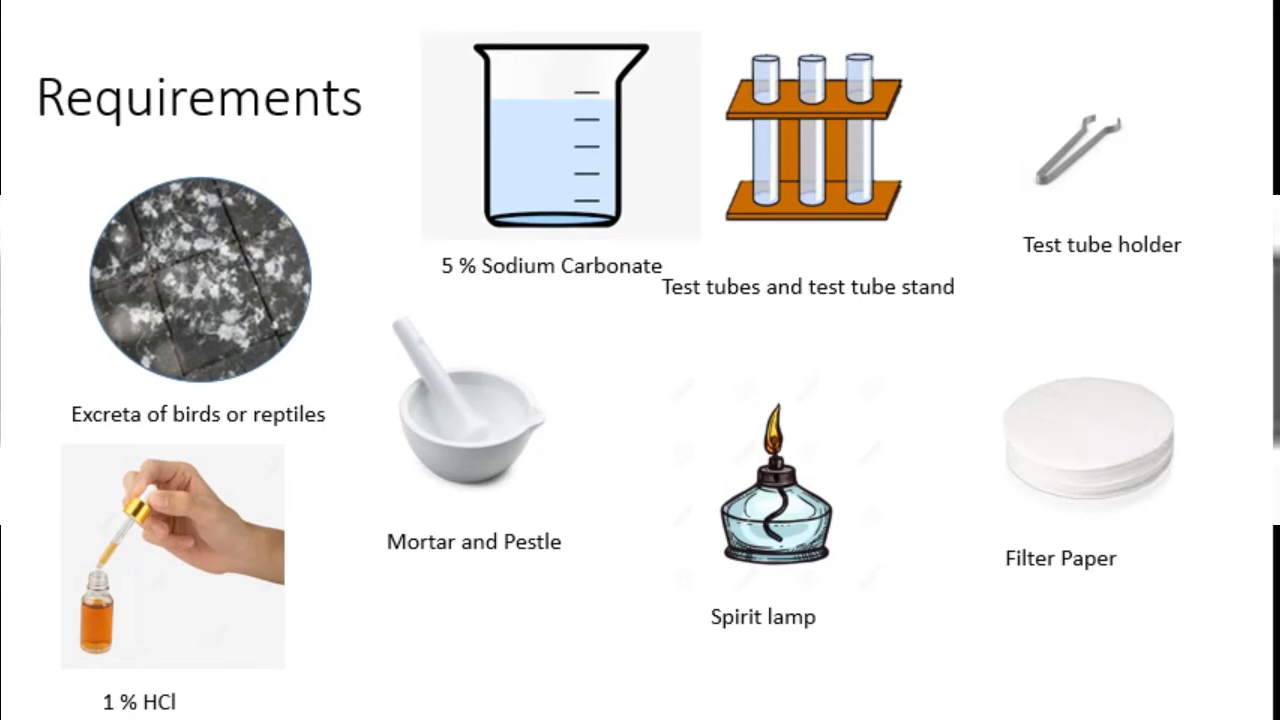 Requirements
5 % Sodium Carbonate
Test tubes and test tube stand
Test tube holder
Excreta of birds or reptiles
Mortar and Pestle
Spirit lamp
Filter Paper
1 % HCl